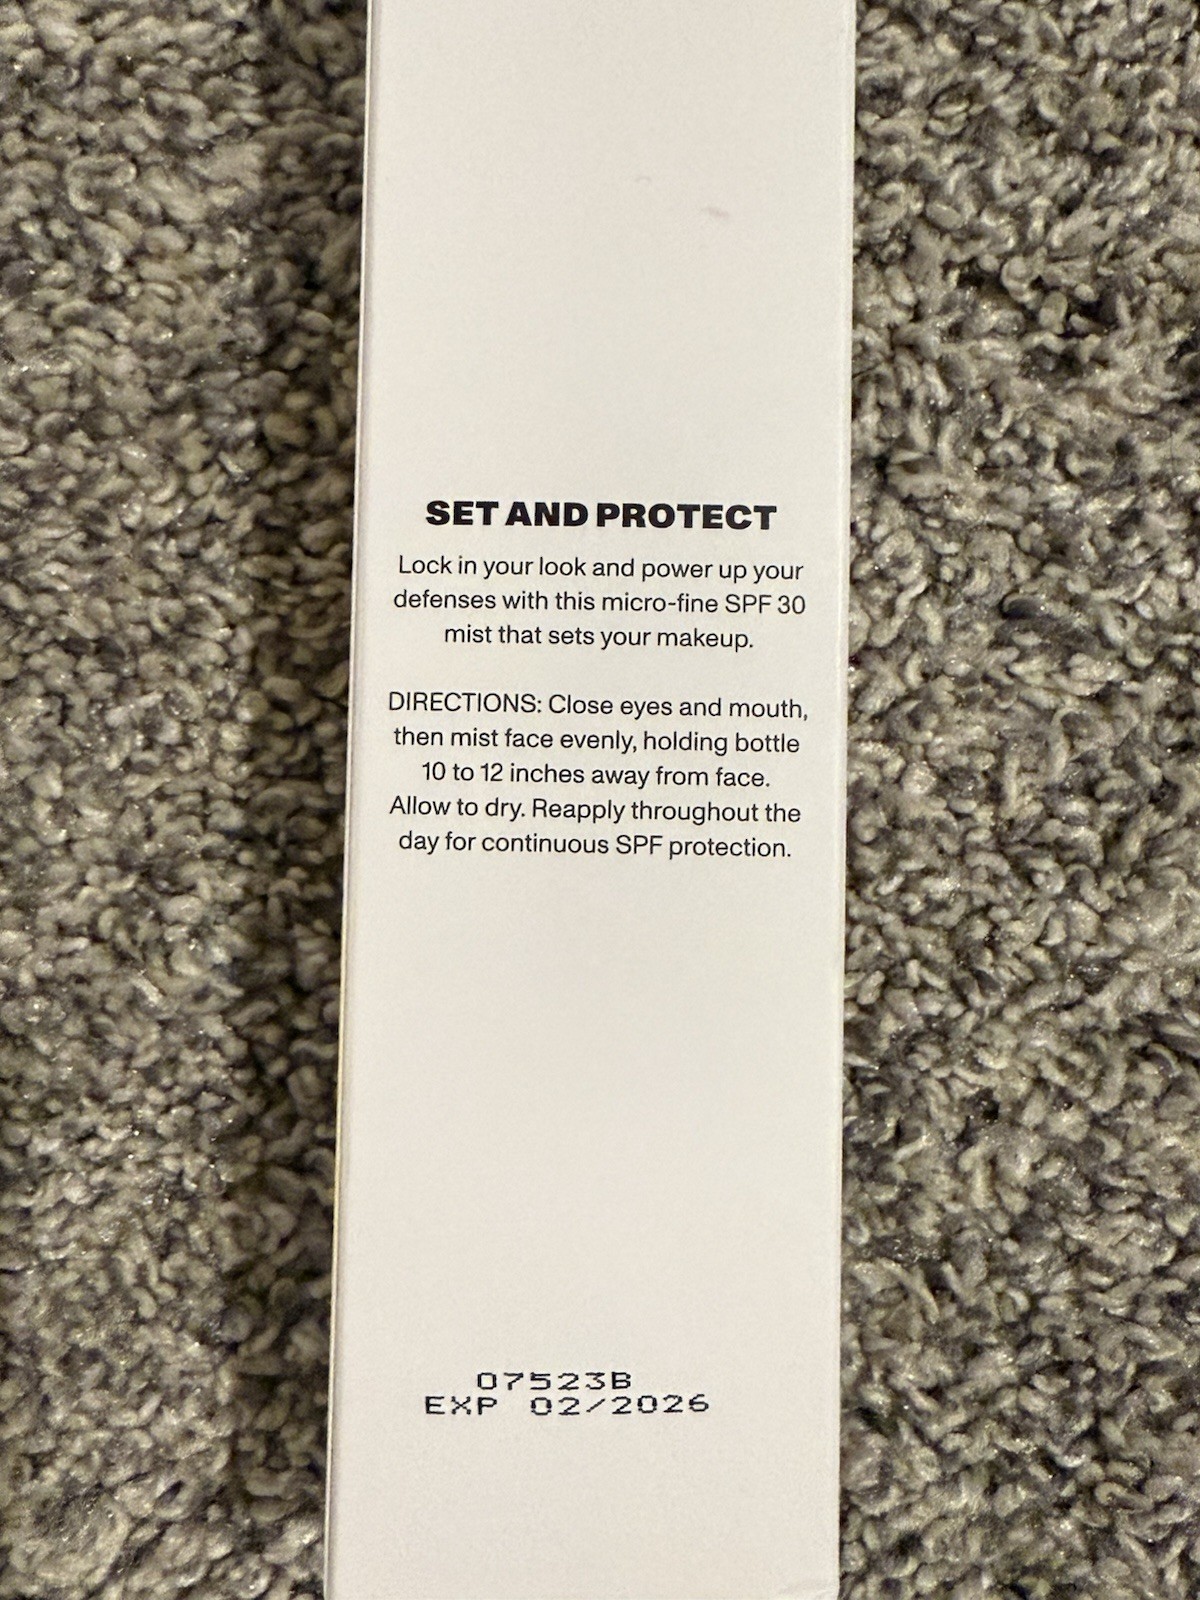 SET AND PROTECT
Lock in your look and power up your
defenses with this micro-fine SPF 30
mist that sets your makeup.
DIRECTIONS: Close eyes and mouth,
then mist face evenly, holding bottle
10 to 12 inches away from face.
Allow to dry. Reapply throughout the
day for continuous SPF protection.
07523B
EXP 02/2026